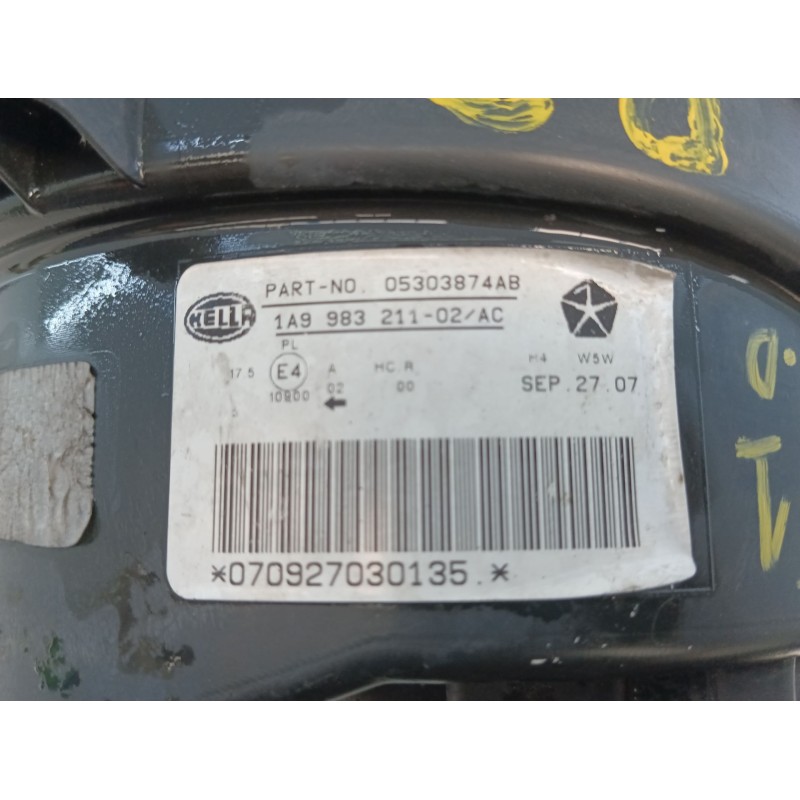 HELLA
PART-NO. 05303874AB
1A9 983 211-02/AC
PL
17.5 E4 A HC.R H4 W5W
10900 02 00 SEP.27.07
*070927030135.*
D.
1